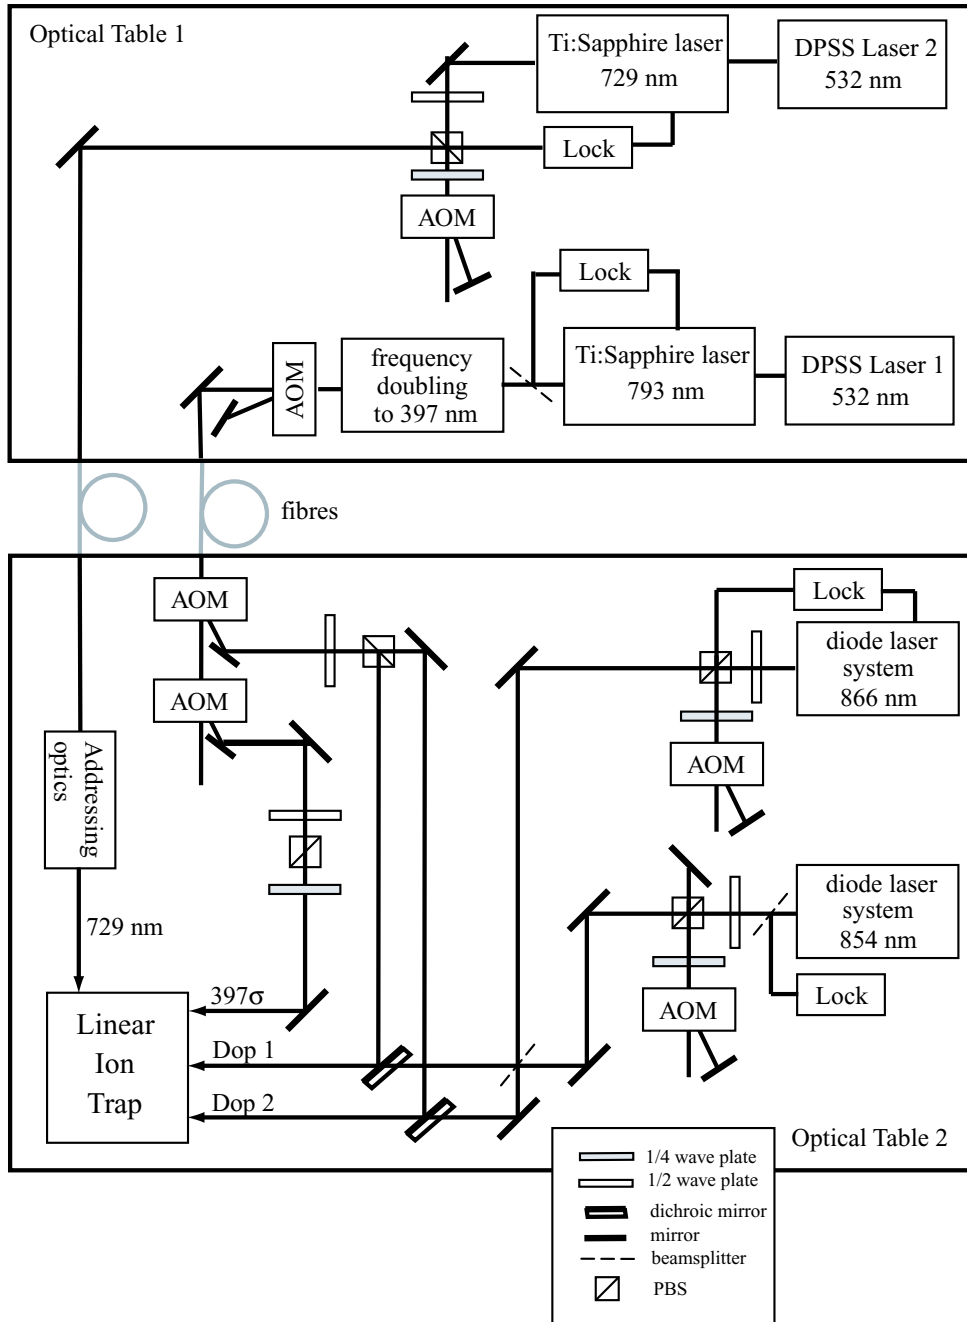 Optical Table 1
Ti:Sapphire laser
729 nm
DPSS Laser 2
532 nm
Lock
AOM
Lock
Ti:Sapphire laser
793 nm
DPSS Laser 1
532 nm
frequency
doubling
to 397 nm
AOM
fibres
AOM
AOM
Addressing
optics
729 nm
397σ
Dop 1
Dop 2
Linear
Ion
Trap
Lock
diode laser
system
866 nm
AOM
diode laser
system
854 nm
Lock
AOM
Optical Table 2
1/4 wave plate
1/2 wave plate
dichroic mirror
mirror
beamsplitter
PBS